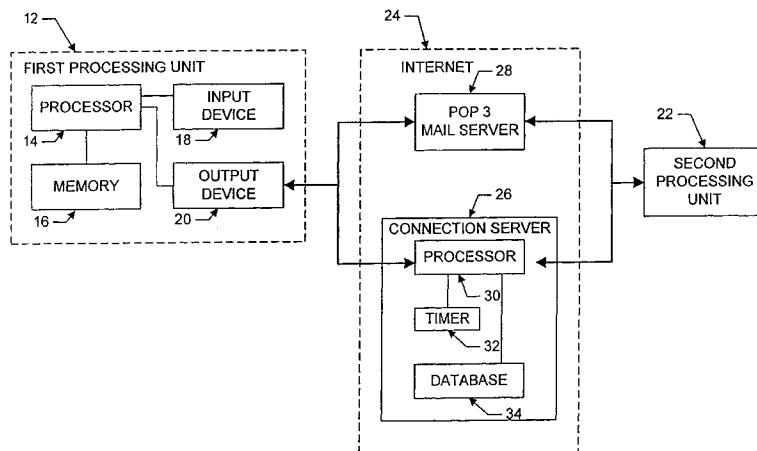 12
FIRST PROCESSING UNIT
PROCESSOR
14
INPUT
DEVICE
18
MEMORY
16
OUTPUT
DEVICE
20
24
INTERNET
28
POP 3
MAIL SERVER
26
CONNECTION SERVER
PROCESSOR
30
TIMER
32
DATABASE
34
22
SECOND
PROCESSING
UNIT